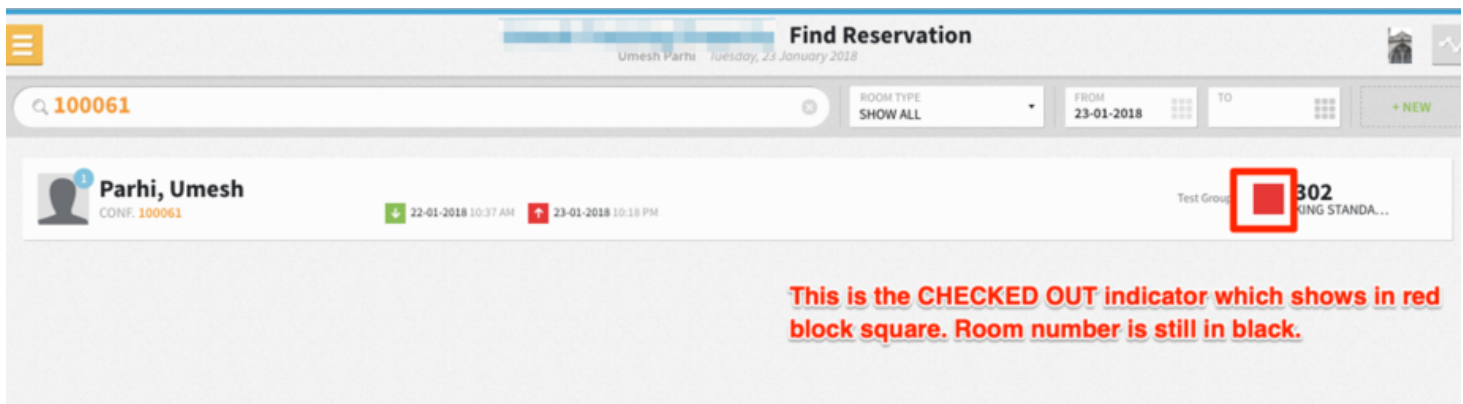 Find Reservation
Umesh Parhi Tuesday, 23 January 2018
100061
ROOM TYPE
SHOW ALL
FROM
23-01-2018
TO
+ NEW
1
Parhi, Umesh
CONF. 100061
22-01-2018 10:37 AM 23-01-2018 10:18 PM
Test Group
302
KING STANDA...
This is the CHECKED OUT indicator which shows in red
block square. Room number is still in black.